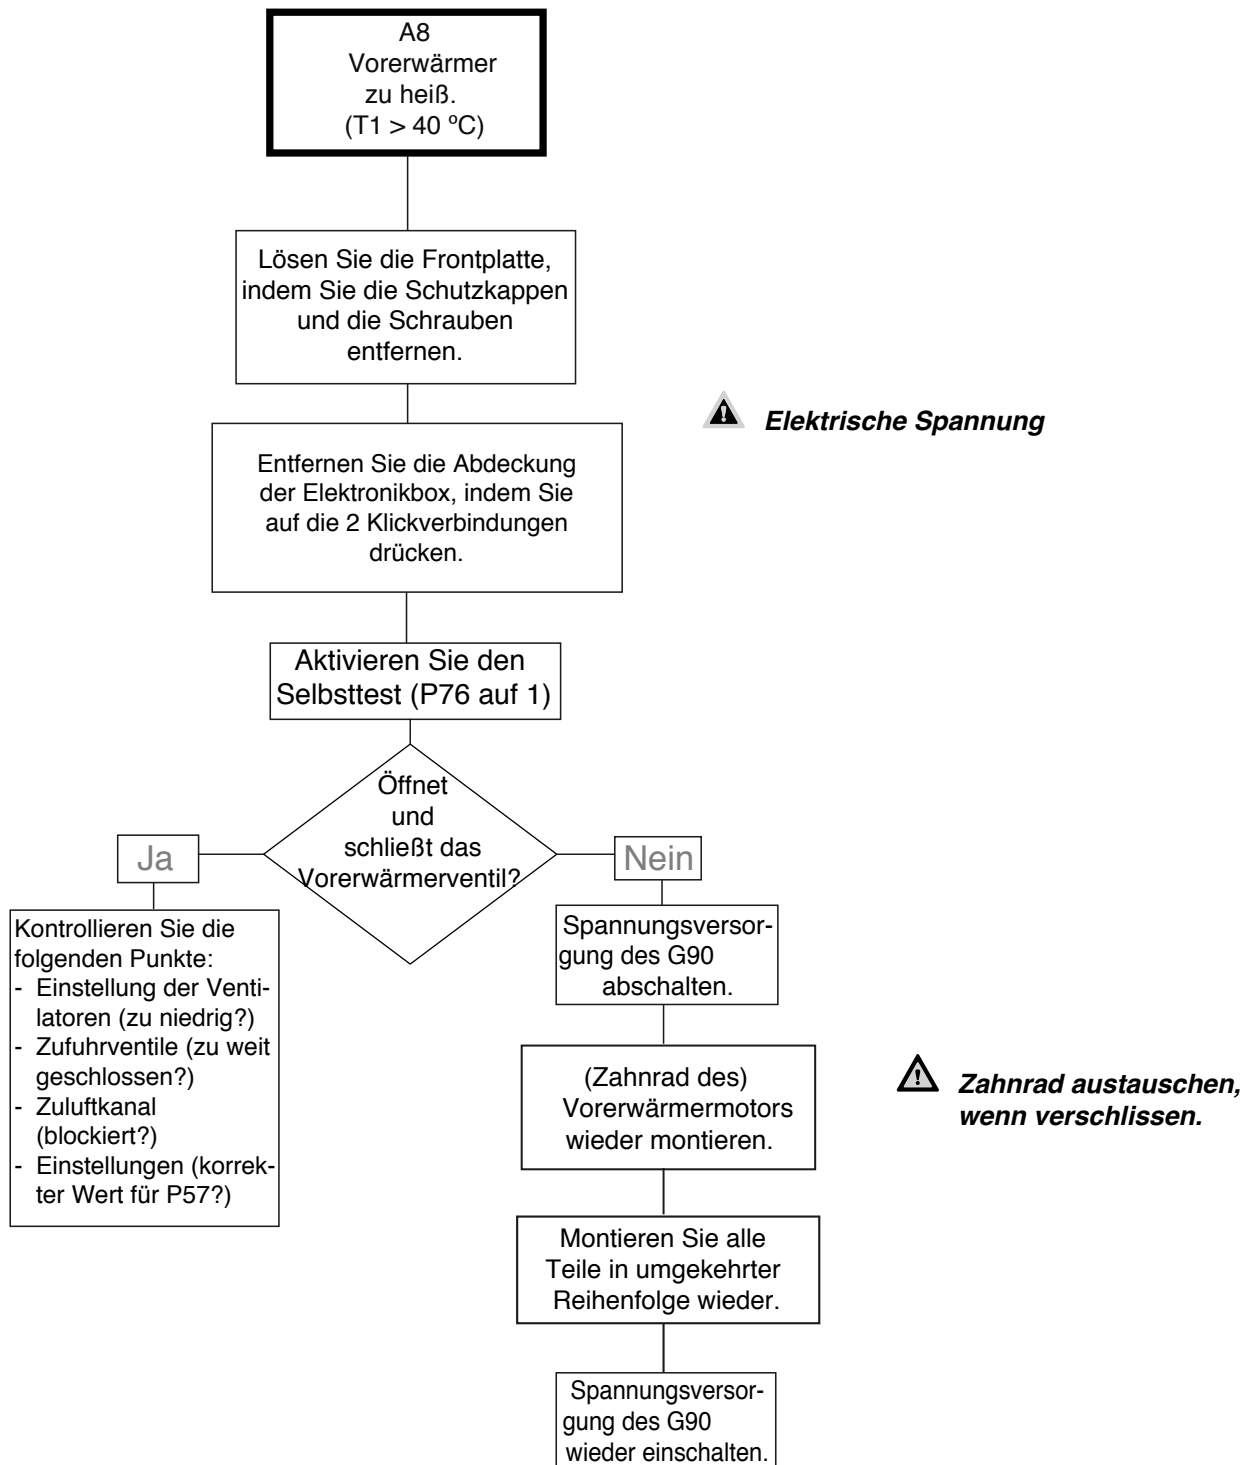 A8
Vorerwärmer
zu heiß.
(T1 > 40 ºC)
Lösen Sie die Frontplatte,
indem Sie die Schutzkappen
und die Schrauben
entfernen.
Elektrische Spannung
Entfernen Sie die Abdeckung
der Elektronikbox, indem Sie
auf die 2 Klickverbindungen
drücken.
Aktivieren Sie den
Selbsttest (P76 auf 1)
Öffnet
und
schließt das
Vorerwärmerventil?
Ja
Nein
Kontrollieren Sie die
folgenden Punkte:
- Einstellung der Venti-
latoren (zu niedrig?)
- Zufuhrventile (zu weit
geschlossen?)
- Zuluftkanal
(blockiert?)
- Einstellungen (korrek-
ter Wert für P57?)
Spannungsversor-
gung des G90
abschalten.
(Zahnrad des)
Vorerwärmermotors
wieder montieren.
Zahnrad austauschen,
wenn verschlissen.
Montieren Sie alle
Teile in umgekehrter
Reihenfolge wieder.
Spannungsversor-
gung des G90
wieder einschalten.